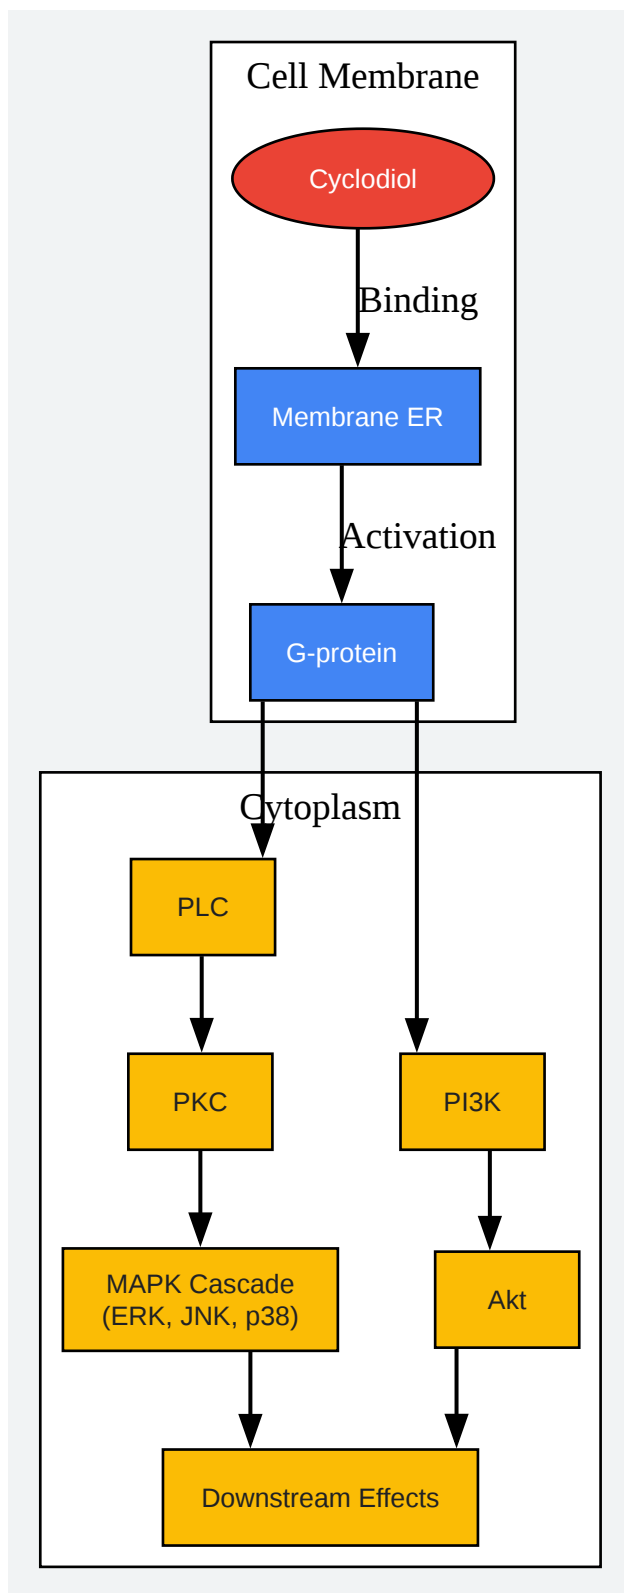 Cell Membrane
Cyclodiol
Binding
Membrane ER
Activation
G-protein
Cytoplasm
PLC
PKC
PI3K
MAPK Cascade
(ERK, JNK, p38)
Akt
Downstream Effects